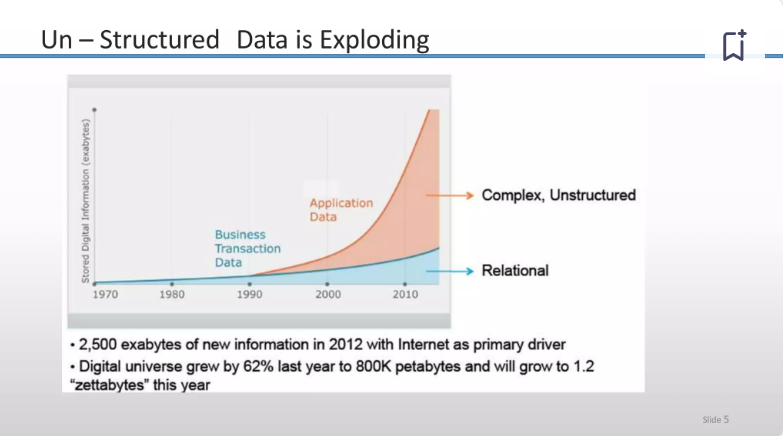 Un – Structured Data is Exploding
Stored Digital Information (exabytes)
Application
Data
Complex, Unstructured
Business
Transaction
Data
Relational
1970 1980 1990 2000 2010
• 2,500 exabytes of new information in 2012 with Internet as primary driver
• Digital universe grew by 62% last year to 800K petabytes and will grow to 1.2
“zettabytes” this year
Slide 5